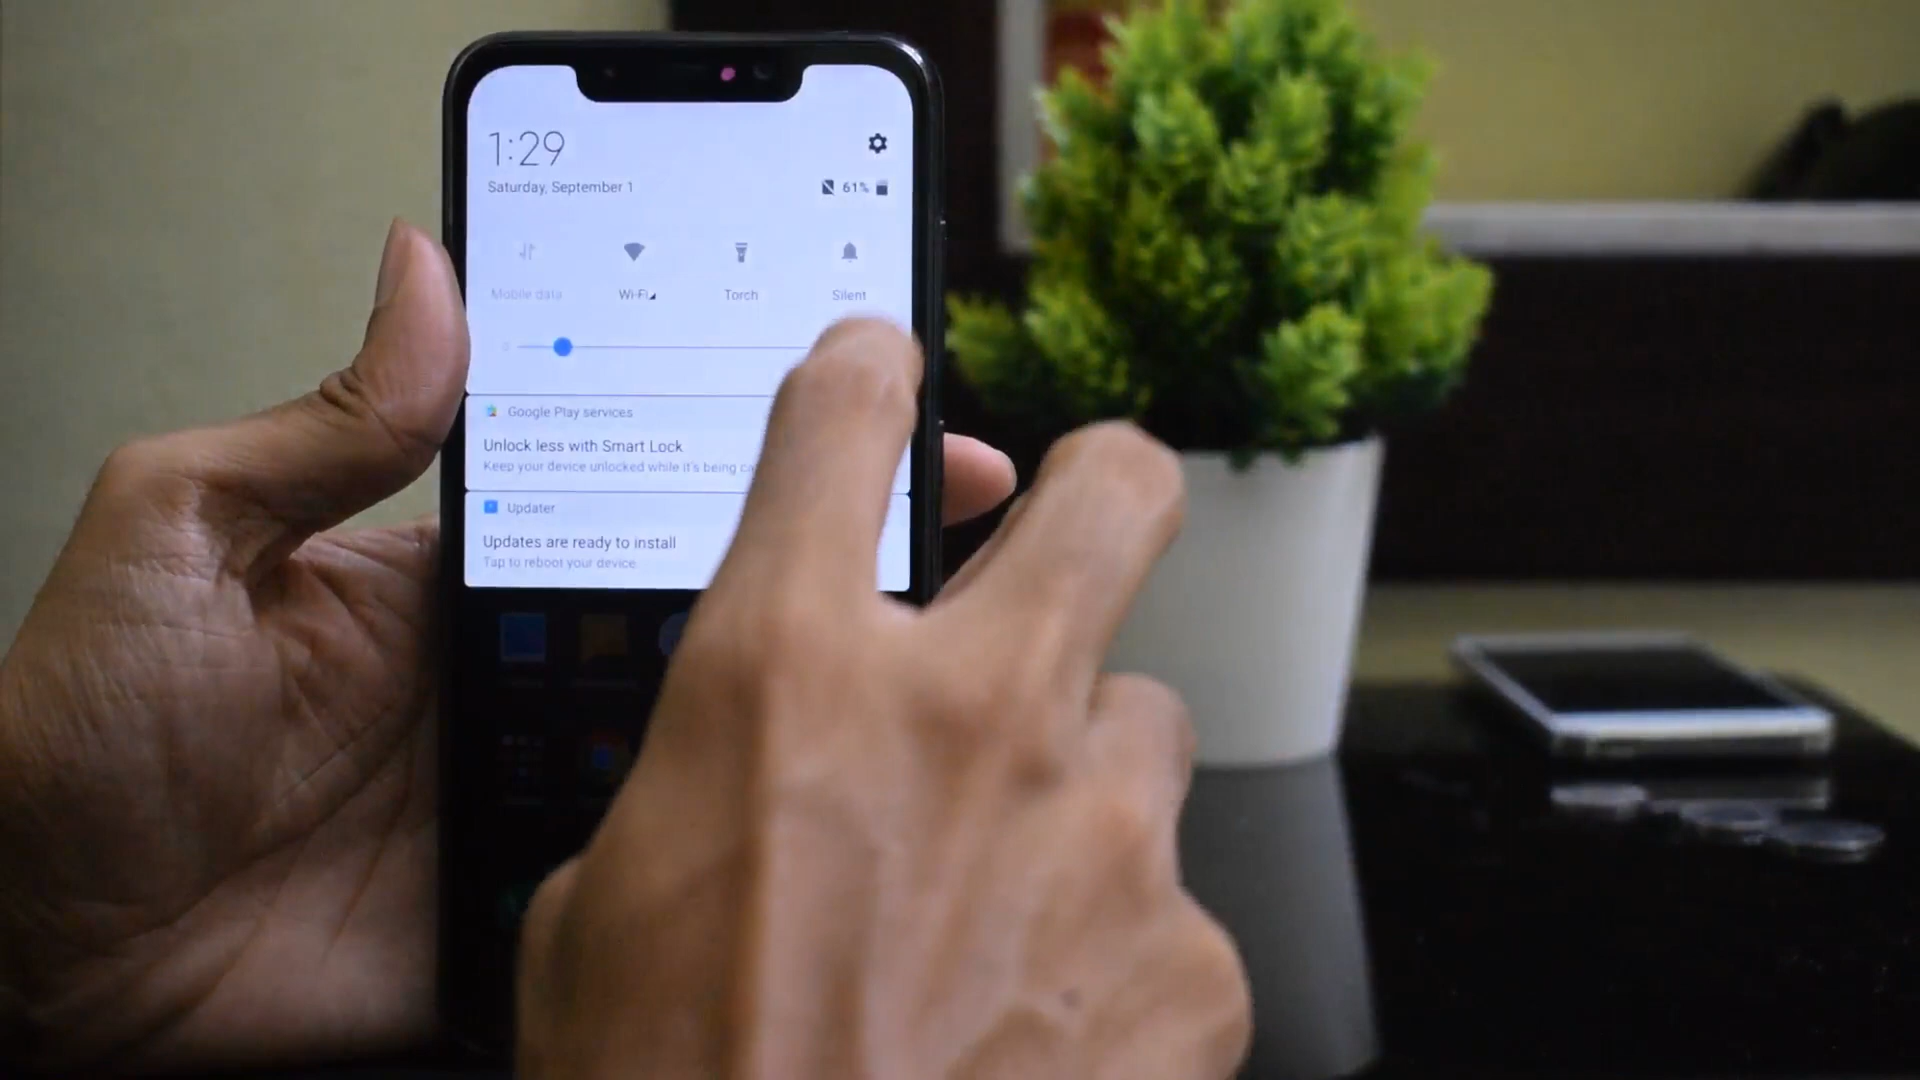 1:29
Saturday, September 1
61%
Mobile data
Wi-Fi
Torch
Silent
Google Play services
Unlock less with Smart Lock
Keep your device unlocked while it's being
Updater
Updates are ready to install
Tap to reboot your device.